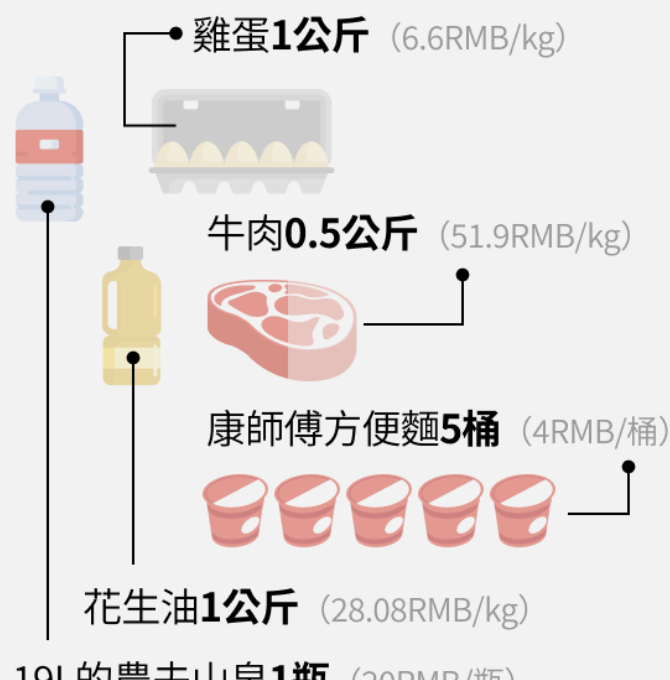 雞蛋1公斤（6.6RMB/kg）
牛肉0.5公斤（51.9RMB/kg）
康師傅方便麵5桶（4RMB/桶）
花生油1公斤（28.08RMB/kg）
19L的農夫山泉1瓶（20RMB/瓶）